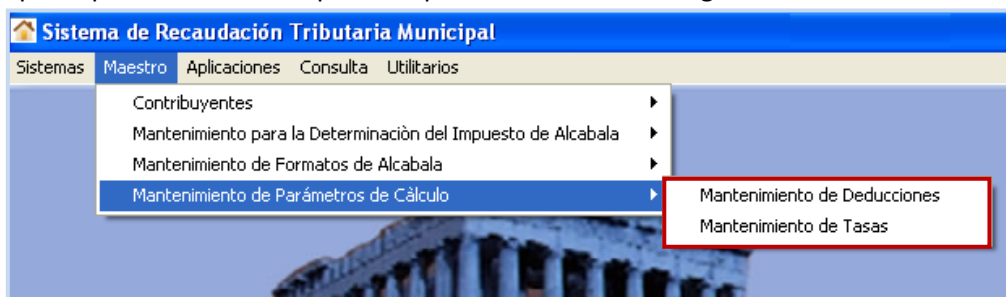 Sistema de Recaudación Tributaria Municipal
Sistemas Maestro Aplicaciones Consulta Utilitarios
Contribuyentes
Mantenimiento para la Determinaciòn del Impuesto de Alcabala
Mantenimiento de Formatos de Alcabala
Mantenimiento de Parámetros de Càlculo
Mantenimiento de Deducciones
Mantenimiento de Tasas